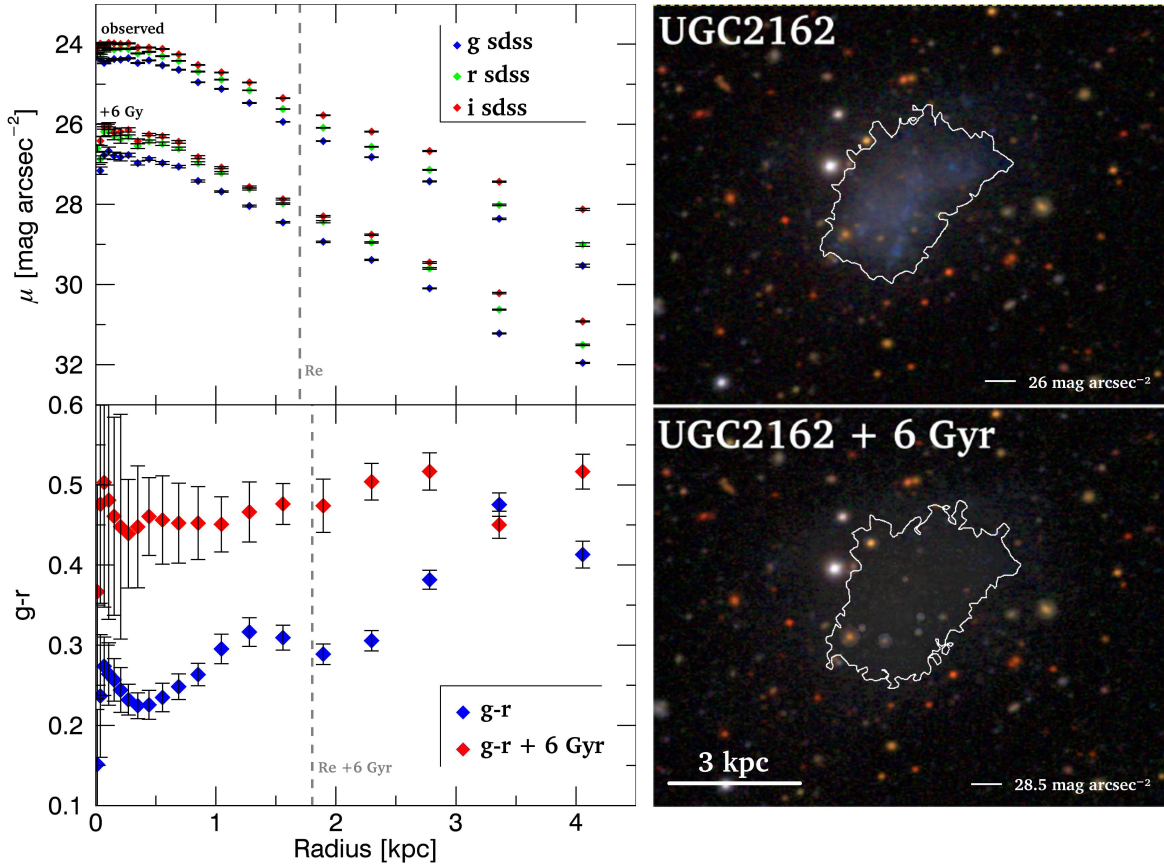 24
26
28
30
32
μ [mag arcsec⁻²]
observed
+6 Gy
g sdss
r sdss
i sdss
Re
0.6
0.5
0.4
0.3
0.2
0.1
g-r
g-r
g-r + 6 Gyr
Re +6 Gyr
0
1
2
3
4
Radius [kpc]
UGC2162
26 mag arcsec⁻²
UGC2162 + 6 Gyr
3 kpc
28.5 mag arcsec⁻²